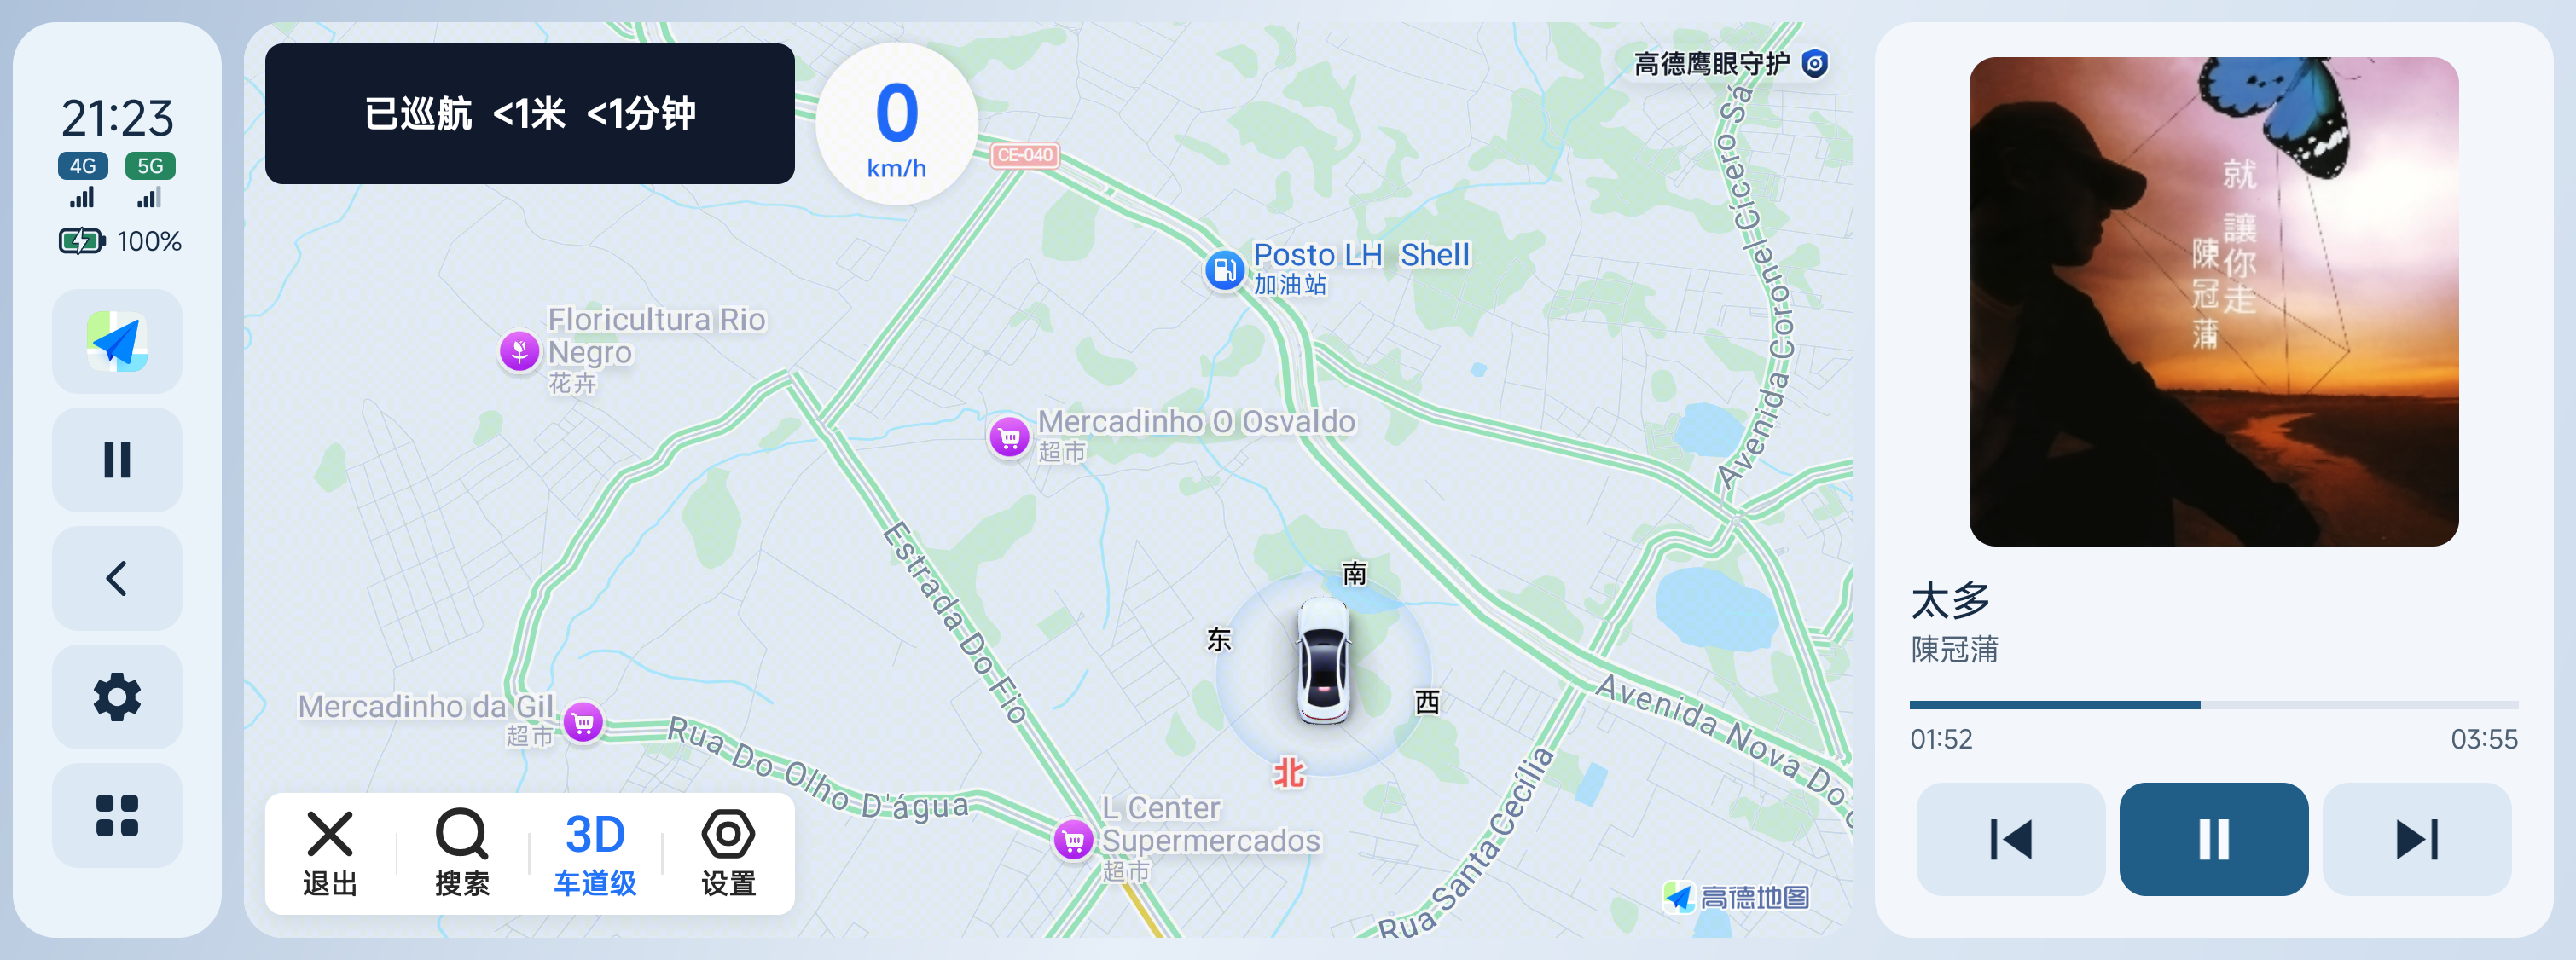 21:23
4G 5G
100%
已巡航 <1米 <1分钟
0
km/h
高德鹰眼守护
CE-040
Posto LH Shell
加油站
Floricultura Rio
Negro
花卉
Mercadinho O Osvaldo
超市
Avenida Coronel Cícero Sá
Estrada Do Fio
南
东
西
北
Mercadinho da Gil
超市
Rua Do Olho D'água
Avenida Nova Do
L Center
Supermercados
超市
Rua Santa Cecília
退出
搜索
3D
车道级
设置
高德地图
就讓你走
陳冠蒲
太多
陳冠蒲
01:52
03:55